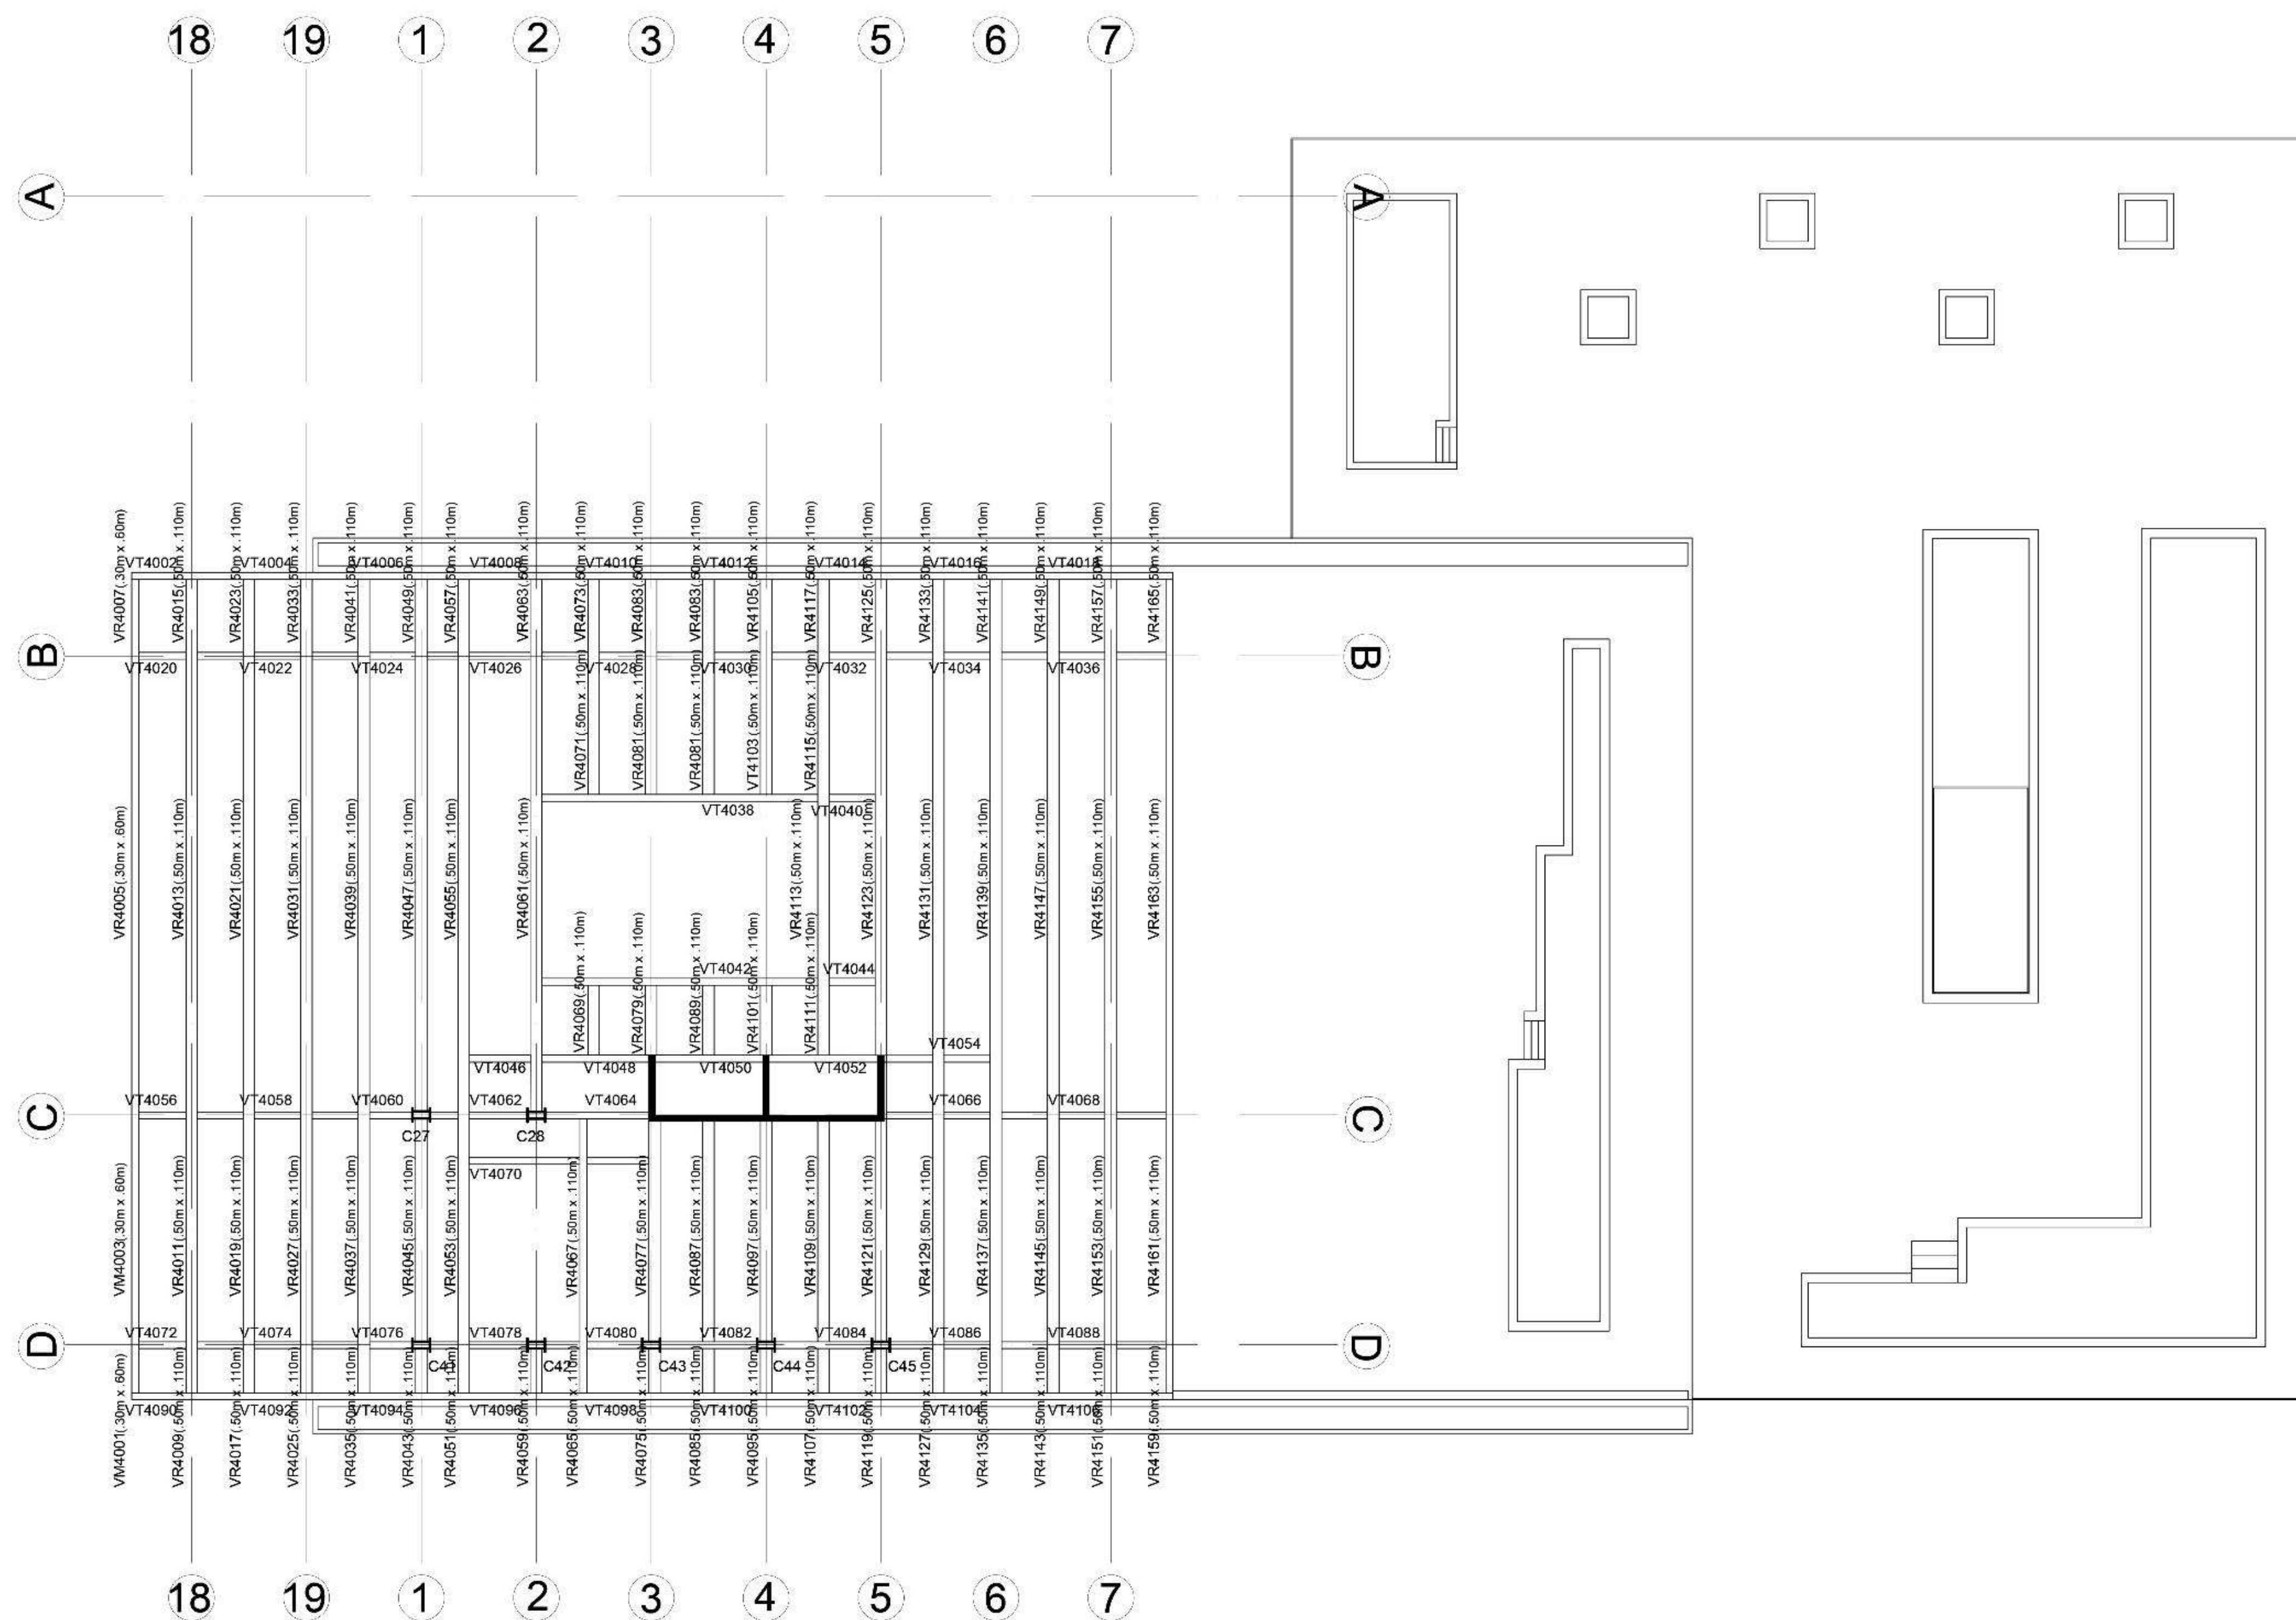 18 19 1 2 3 4 5 6 7
A A
VR4007(.30m x .60m) VR4015(.50m x .110m) VR4023(.50m x .110m) VR4033(.50m x .110m) VR4041(.50m x .110m) VR4049(.50m x .110m) VR4057(.50m x .110m) VR4063(.50m x .110m) VR4073(.50m x .110m) VR4083(.50m x .110m) VR4083(.50m x .110m) VR4105(.50m x .110m) VR4117(.50m x .110m) VR4125(.50m x .110m) VR4133(.50m x .110m) VR4141(.50m x .110m) VR4149(.50m x .110m) VR4157(.50m x .110m) VR4165(.50m x .110m)
VT4002 VT4004 VT4006 VT4008 VT4010 VT4012 VT4014 VT4016 VT4018
B B
VT4020 VT4022 VT4024 VT4026 VT4028 VT4030 VT4032 VT4034 VT4036
VR4071(.50m x .110m) VR4081(.50m x .110m) VR4081(.50m x .110m) VT4103(.50m x .110m) VR4115(.50m x .110m)
VT4038 VT4040
VR4005(.30m x .60m) VR4013(.50m x .110m) VR4021(.50m x .110m) VR4031(.50m x .110m) VR4039(.50m x .110m) VR4047(.50m x .110m) VR4055(.50m x .110m) VR4061(.50m x .110m) VR4113(.50m x .110m) VR4123(.50m x .110m) VR4131(.50m x .110m) VR4139(.50m x .110m) VR4147(.50m x .110m) VR4155(.50m x .110m) VR4163(.50m x .110m)
VT4042 VT4044
VR4069(.50m x .110m) VR4079(.50m x .110m) VR4089(.50m x .110m) VR4101(.50m x .110m) VR4111(.50m x .110m)
VT4054
VT4046 VT4048 VT4050 VT4052
VT4056 VT4058 VT4060 VT4062 VT4064 VT4066 VT4068
C C
C27 C28
VT4070
VM4003(.30m x .60m) VR4011(.50m x .110m) VR4019(.50m x .110m) VR4027(.50m x .110m) VR4037(.50m x .110m) VR4045(.50m x .110m) VR4053(.50m x .110m) VR4067(.50m x .110m) VR4077(.50m x .110m) VR4087(.50m x .110m) VR4097(.50m x .110m) VR4109(.50m x .110m) VR4121(.50m x .110m) VR4129(.50m x .110m) VR4137(.50m x .110m) VR4145(.50m x .110m) VR4153(.50m x .110m) VR4161(.50m x .110m)
VT4072 VT4074 VT4076 VT4078 VT4080 VT4082 VT4084 VT4086 VT4088
D D
C41 C42 C43 C44 C45
VT4090 VT4092 VT4094 VT4096 VT4098 VT4100 VT4102 VT4104 VT4106
VM4001(.30m x .60m) VR4009(.50m x .110m) VR4017(.50m x .110m) VR4025(.50m x .110m) VR4035(.50m x .110m) VR4043(.50m x .110m) VR4051(.50m x .110m) VR4059(.50m x .110m) VR4065(.50m x .110m) VR4075(.50m x .110m) VR4085(.50m x .110m) VR4095(.50m x .110m) VR4107(.50m x .110m) VR4119(.50m x .110m) VR4127(.50m x .110m) VR4135(.50m x .110m) VR4143(.50m x .110m) VR4151(.50m x .110m) VR4159(.50m x .110m)
18 19 1 2 3 4 5 6 7